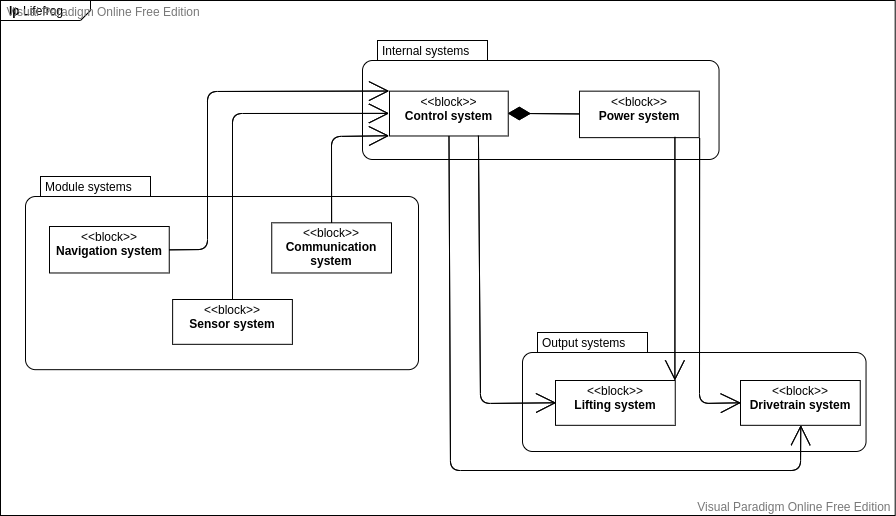 lp Lifefrog
Visual Paradigm Online Free Edition
Internal systems
<<block>>
Control system
<<block>>
Power system
Module systems
<<block>>
Navigation system
<<block>>
Communication
system
<<block>>
Sensor system
Output systems
<<block>>
Lifting system
<<block>>
Drivetrain system
Visual Paradigm Online Free Edition